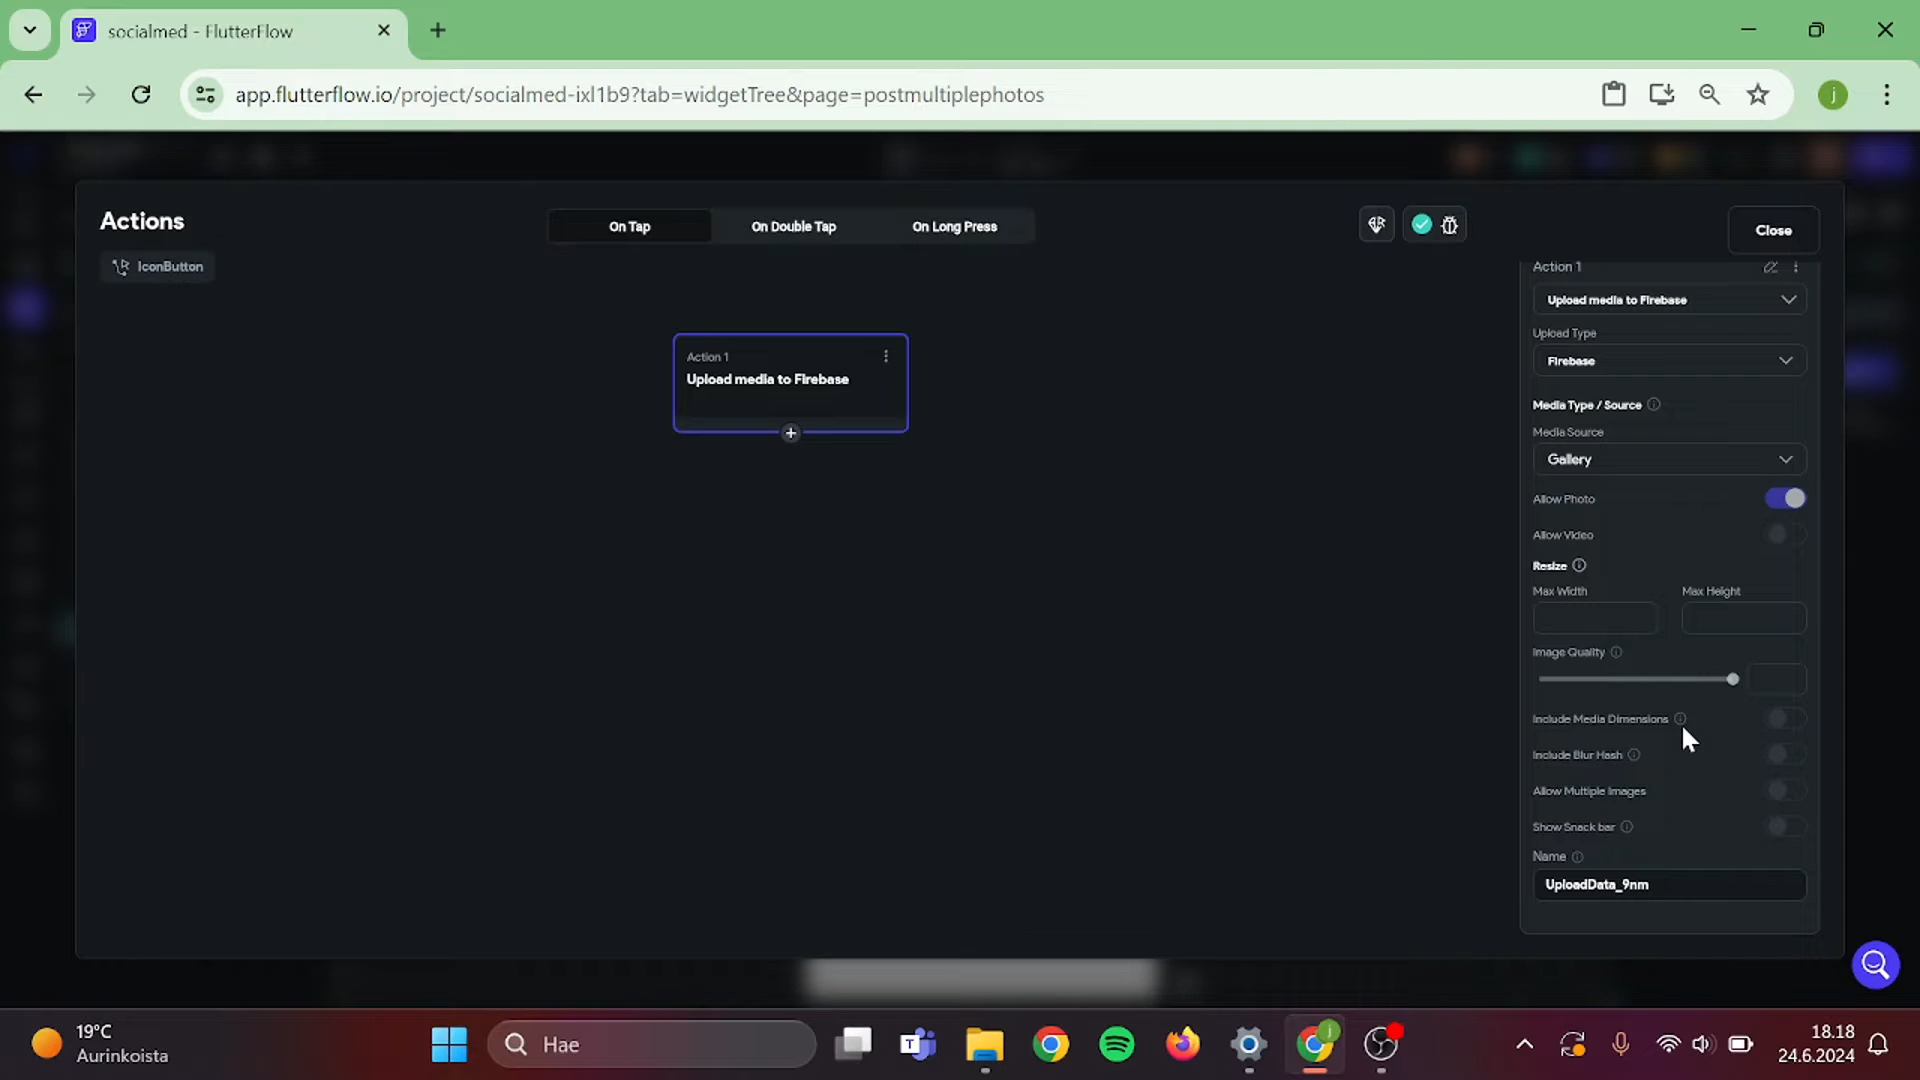 socialmed - FlutterFlow
app.flutterflow.io/project/socialmed-ixl1b9?tab=widgetTree&page=postmultiplephotos
j
Actions
On Tap
On Double Tap
On Long Press
Close
IconButton
Action 1
Upload media to Firebase
Action 1
Upload media to Firebase
Upload Type
Firebase
Media Type / Source
Media Source
Gallery
Allow Photo
Allow Video
Resize
Max Width
Max Height
Image Quality
Include Media Dimensions
Include Blur Hash
Allow Multiple Images
Show Snack bar
Name
UploadData_9nm
19°C
Aurinkoista
Hae
j
18.18
24.6.2024